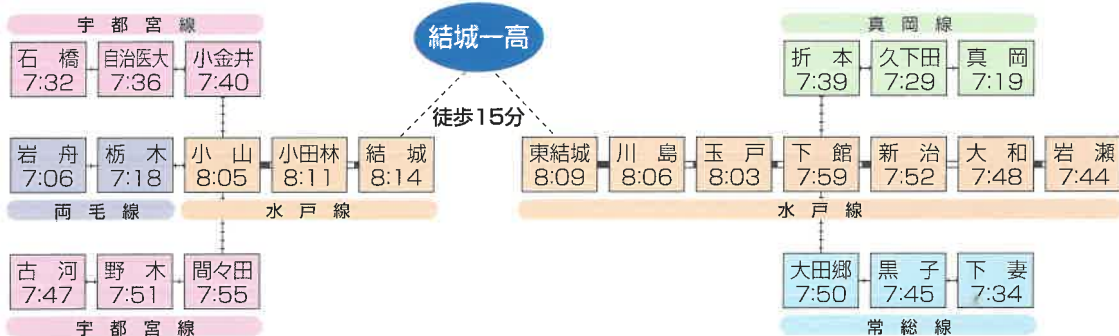 宇都宮線
石橋 7:32
自治医大 7:36
小金井 7:40
結城一高
徒歩15分
真岡線
折本 7:39
久下田 7:29
真岡 7:19
岩舟 7:06
栃木 7:18
小山 8:05
小田林 8:11
結城 8:14
東結城 8:09
川島 8:06
玉戸 8:03
下館 7:59
新治 7:52
大和 7:48
岩瀬 7:44
両毛線
水戸線
水戸線
古河 7:47
野木 7:51
間々田 7:55
宇都宮線
大田郷 7:50
黒子 7:45
下妻 7:34
常総線